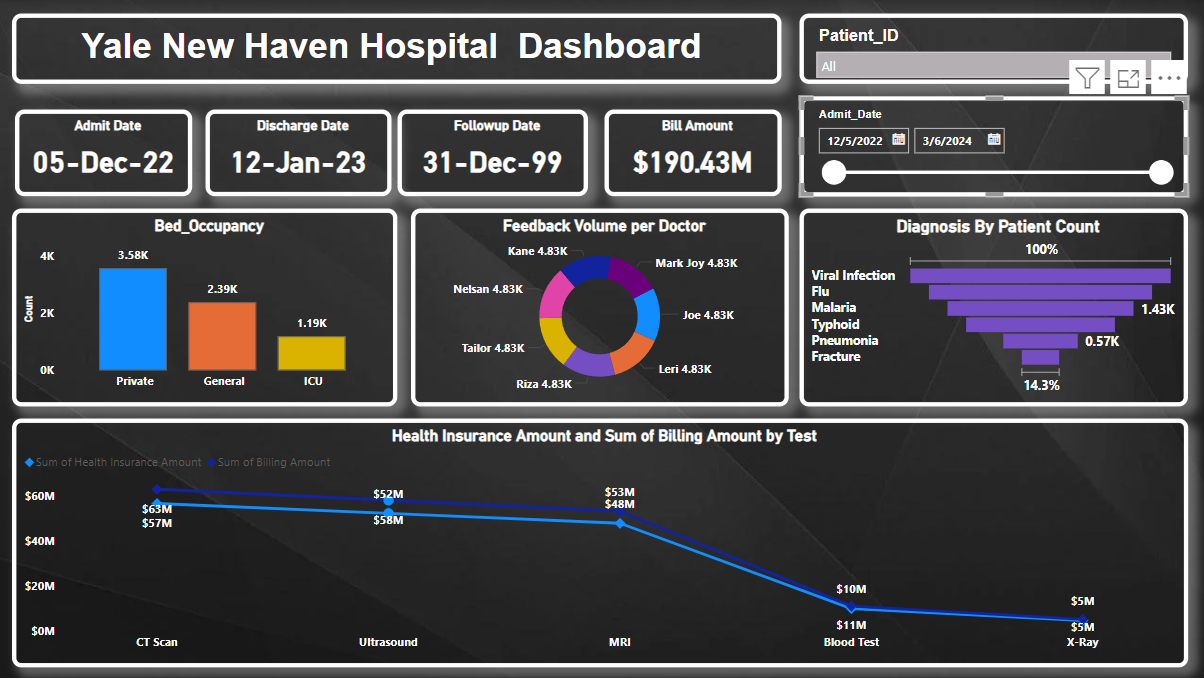 Yale New Haven Hospital  Dashboard
Patient_ID
All
Admit Date
05-Dec-22
Discharge Date
12-Jan-23
Followup Date
31-Dec-99
Bill Amount
$190.43M
Admit_Date
12/5/2022
3/6/2024
Bed_Occupancy
Count
4K
2K
0K
3.58K
2.39K
1.19K
Private
General
ICU
Feedback Volume per Doctor
Kane 4.83K
Mark Joy 4.83K
Nelsan 4.83K
Joe 4.83K
Tailor 4.83K
Leri 4.83K
Riza 4.83K
Diagnosis By Patient Count
100%
Viral Infection
Flu
Malaria
1.43K
Typhoid
Pneumonia
0.57K
Fracture
14.3%
Health Insurance Amount and Sum of Billing Amount by Test
Sum of Health Insurance Amount
Sum of Billing Amount
$60M
$40M
$20M
$0M
$63M
$57M
$52M
$58M
$53M
$48M
$10M
$11M
$5M
$5M
CT Scan
Ultrasound
MRI
Blood Test
X-Ray